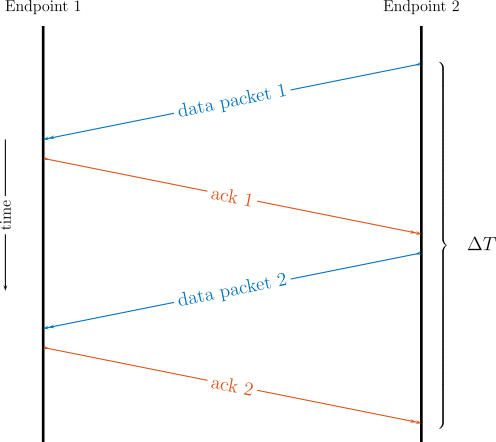 Endpoint 1
Endpoint 2
data packet 1
ack 1
time
ΔT
data packet 2
ack 2